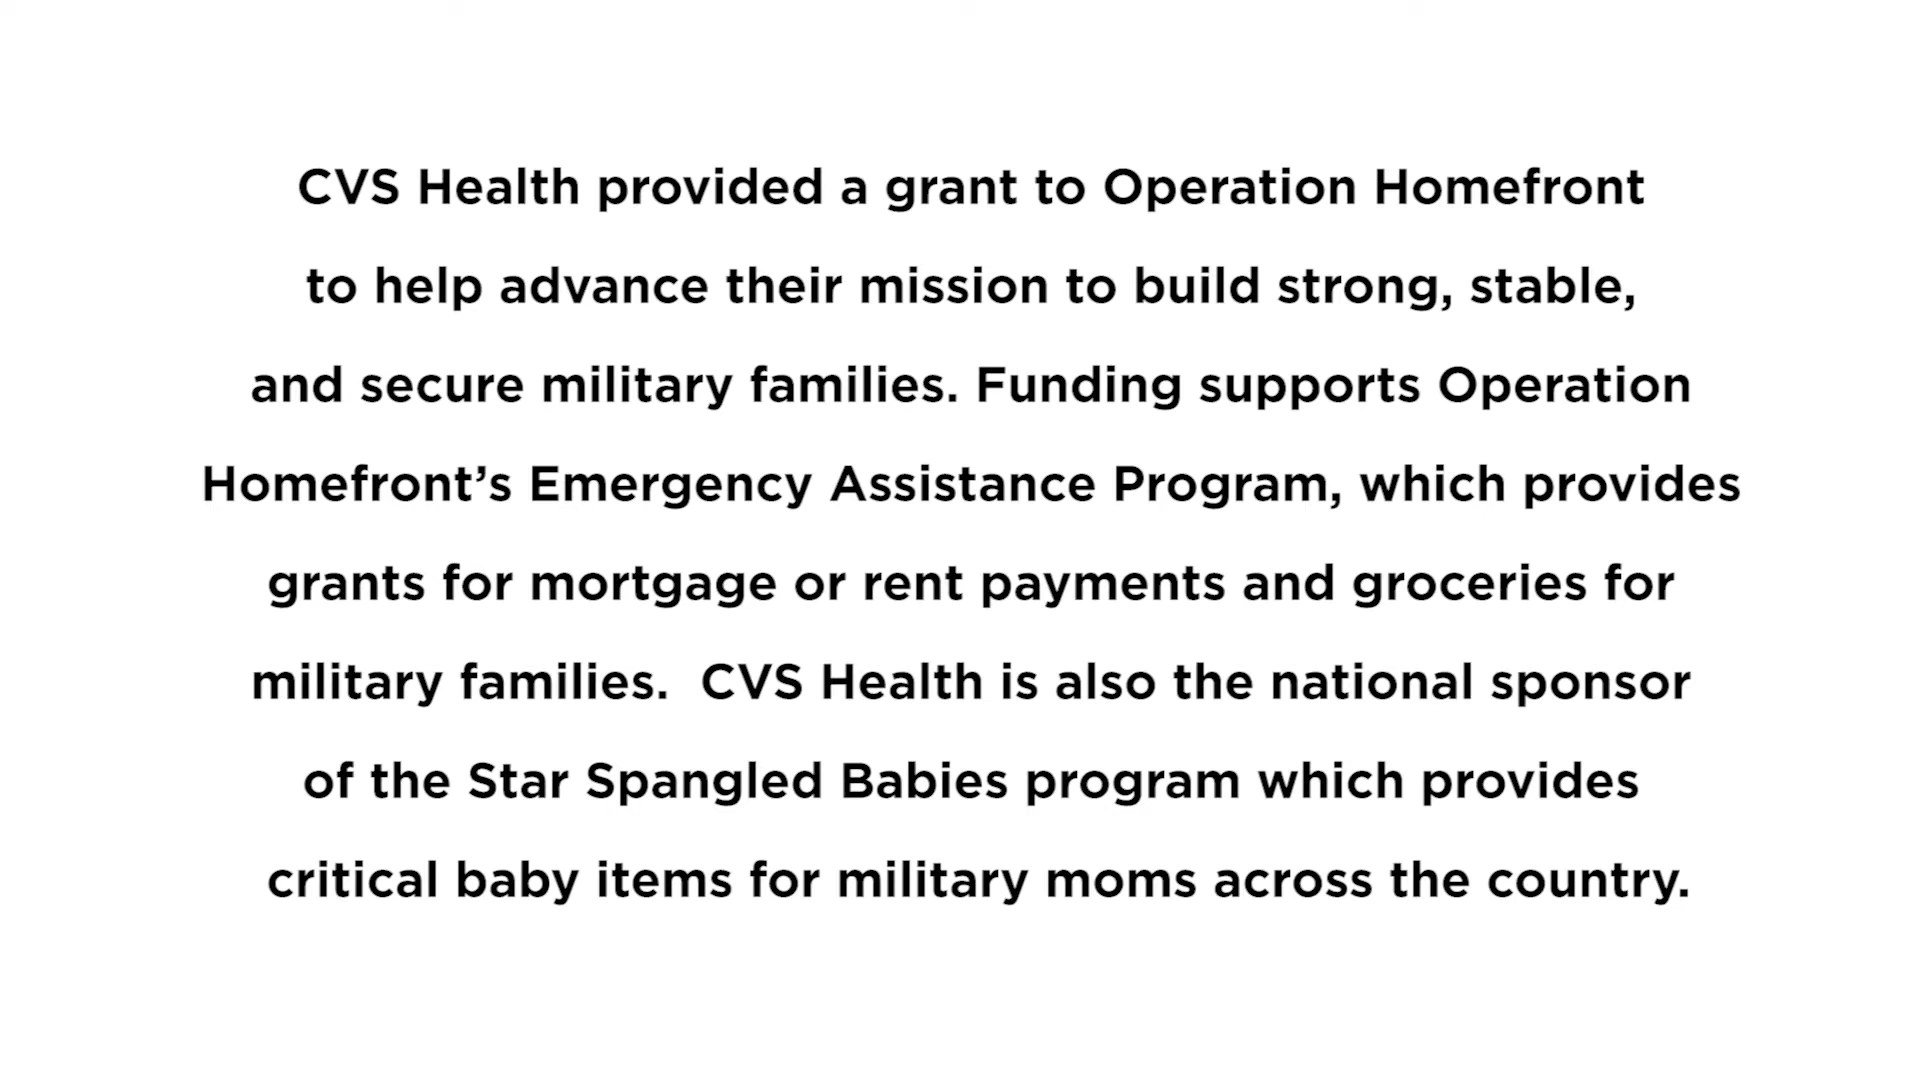 CVS Health provided a grant to Operation Homefront
to help advance their mission to build strong, stable,
and secure military families. Funding supports Operation
Homefront’s Emergency Assistance Program, which provides
grants for mortgage or rent payments and groceries for
military families.  CVS Health is also the national sponsor
of the Star Spangled Babies program which provides
critical baby items for military moms across the country.